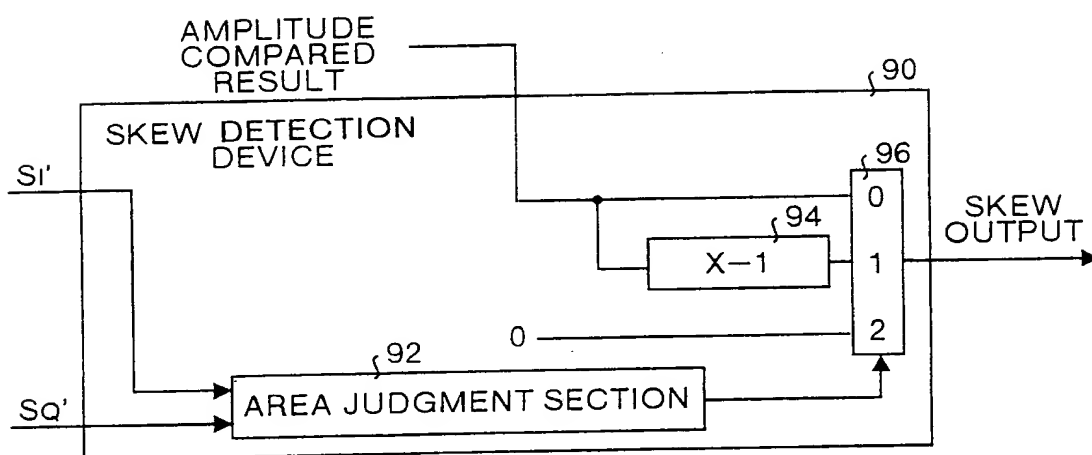 AMPLITUDE
COMPARED
RESULT
90
SKEW DETECTION
DEVICE
96
SI'
0
SKEW
OUTPUT
94
X−1
1
0
2
92
AREA JUDGMENT SECTION
SQ'